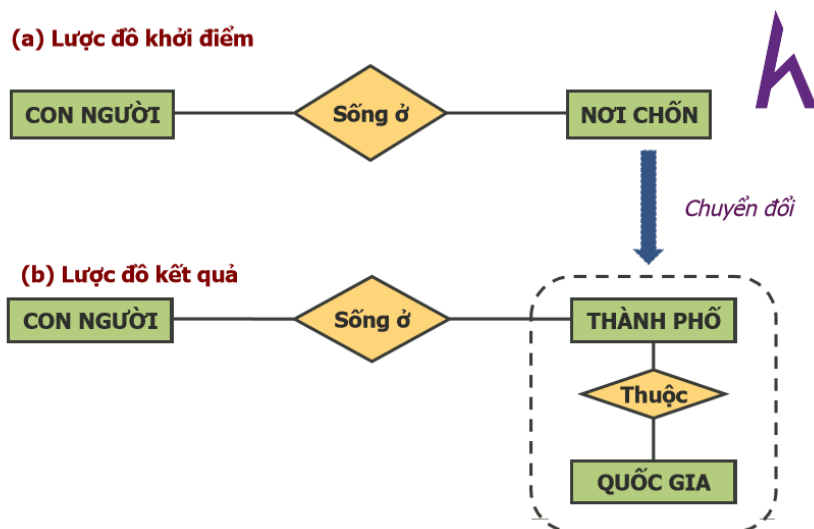 (a) Lược đồ khởi điểm
CON NGƯỜI
Sống ở
NƠI CHỐN
Chuyển đổi
(b) Lược đồ kết quả
CON NGƯỜI
Sống ở
THÀNH PHỐ
Thuộc
QUỐC GIA